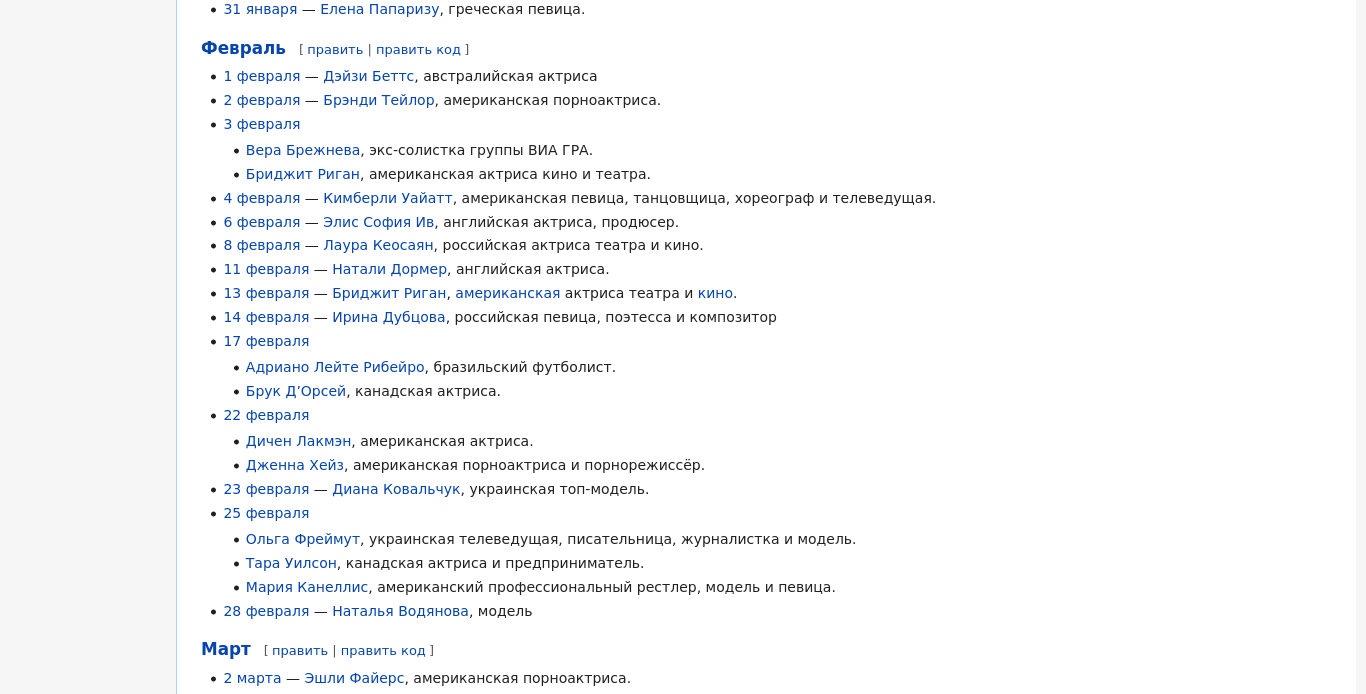 31 января — Елена Папаризу, греческая певица.
Февраль [ править | править код ]
1 февраля — Дэйзи Беттс, австралийская актриса
2 февраля — Брэнди Тейлор, американская порноактриса.
3 февраля
Вера Брежнева, экс-солистка группы ВИА ГРА.
Бриджит Риган, американская актриса кино и театра.
4 февраля — Кимберли Уайатт, американская певица, танцовщица, хореограф и телеведущая.
6 февраля — Элис София Ив, английская актриса, продюсер.
8 февраля — Лаура Кеосаян, российская актриса театра и кино.
11 февраля — Натали Дормер, английская актриса.
13 февраля — Бриджит Риган, американская актриса театра и кино.
14 февраля — Ирина Дубцова, российская певица, поэтесса и композитор
17 февраля
Адриано Лейте Рибейро, бразильский футболист.
Брук Д’Орсей, канадская актриса.
22 февраля
Дичен Лакмэн, американская актриса.
Дженна Хейз, американская порноактриса и порнорежиссёр.
23 февраля — Диана Ковальчук, украинская топ-модель.
25 февраля
Ольга Фреймут, украинская телеведущая, писательница, журналистка и модель.
Тара Уилсон, канадская актриса и предприниматель.
Мария Канеллис, американский профессиональный рестлер, модель и певица.
28 февраля — Наталья Водянова, модель
Март [ править | править код ]
2 марта — Эшли Файерс, американская порноактриса.